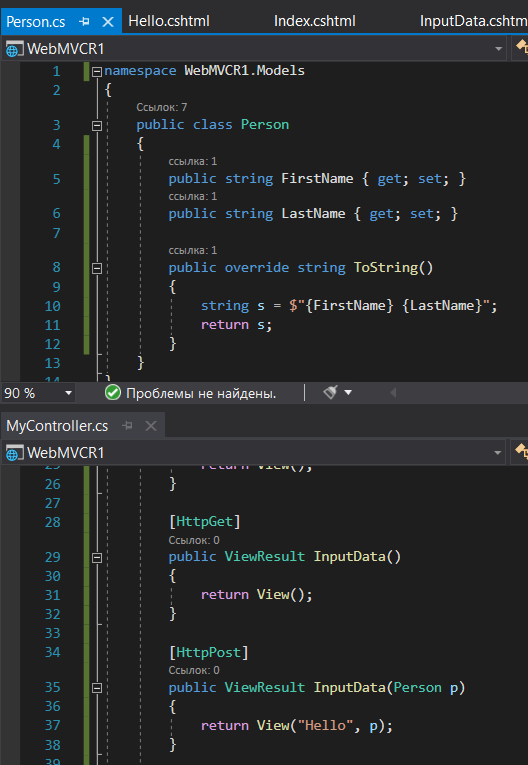 Person.cs Hello.cshtml Index.cshtml InputData.cshtm
WebMVCR1
1 namespace WebMVCR1.Models
2 {
Ссылок: 7
3 public class Person
4 {
ссылка: 1
5 public string FirstName { get; set; }
ссылка: 1
6 public string LastName { get; set; }
7
ссылка: 1
8 public override string ToString()
9 {
10 string s = $"{FirstName} {LastName}";
11 return s;
12 }
13 }
14 }
90 % Проблемы не найдены.
MyController.cs
WebMVCR1
25 return View();
26 }
27
28 [HttpGet]
Ссылок: 0
29 public ViewResult InputData()
30 {
31 return View();
32 }
33
34 [HttpPost]
Ссылок: 0
35 public ViewResult InputData(Person p)
36 {
37 return View("Hello", p);
38 }
39